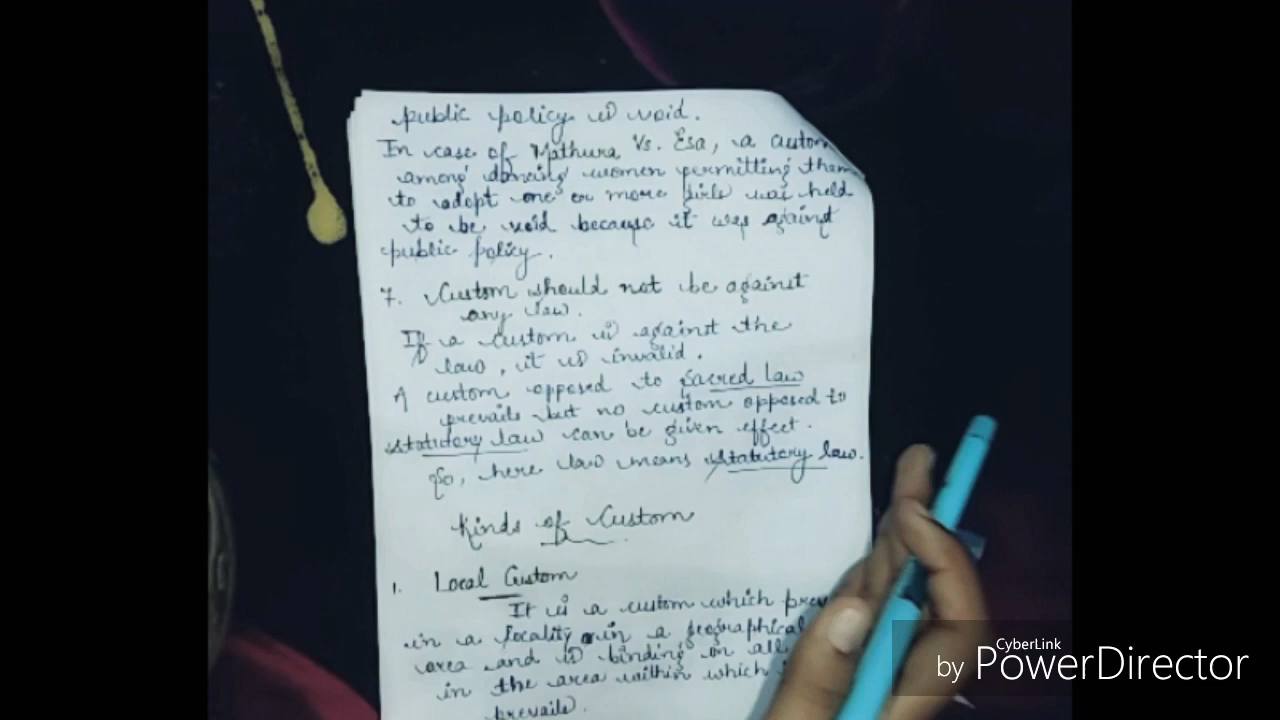 public policy is void.
In case of Mathura Vs. Esa, a custom
among dancing women permitting them
to adopt one or more girls was held
to be void because it was against
public policy.
7. Custom should not be against
any law.
If a custom is against the
law, it is invalid.
A custom opposed to sacred law
prevails but no custom opposed to
statutory law can be given effect.
So, here law means statutory law.
Kinds of Custom
1. Local Custom
It is a custom which
in a locality or in a geographical
area and is binding on all
in the area within which
prevails.
CyberLink
by PowerDirector